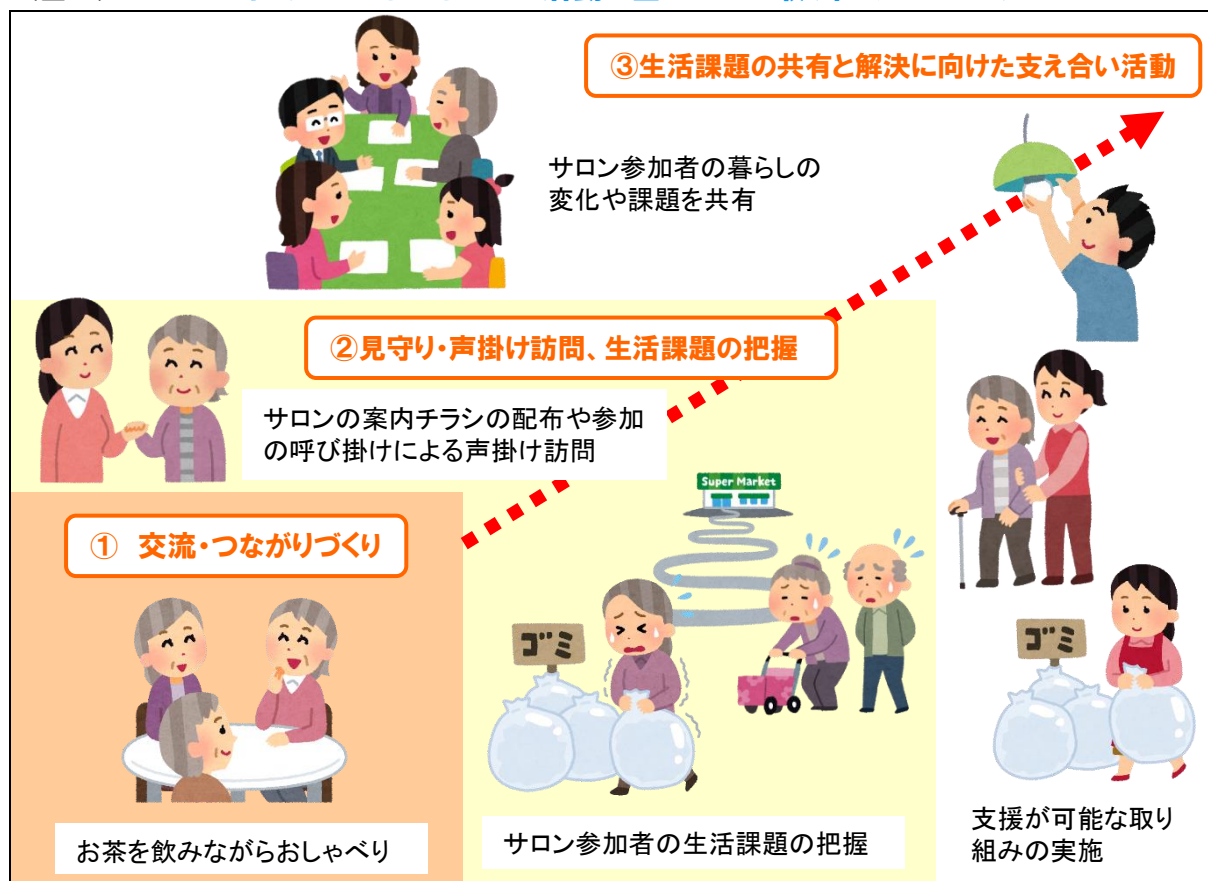 ③生活課題の共有と解決に向けた支え合い活動
サロン参加者の暮らしの
変化や課題を共有
②見守り・声掛け訪問、生活課題の把握
サロンの案内チラシの配布や参加
の呼び掛けによる声掛け訪問
Super Market
① 交流・つながりづくり
ゴミ
ゴミ
お茶を飲みながらおしゃべり
サロン参加者の生活課題の把握
支援が可能な取り
組みの実施